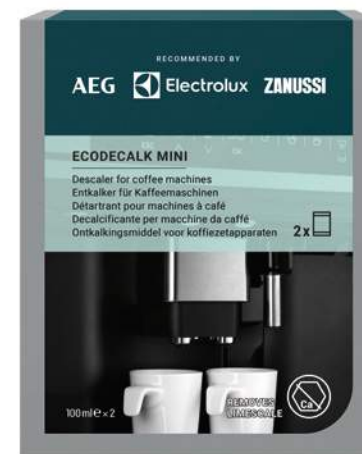 RECOMMENDED BY
AEG Electrolux ZANUSSI
ECODECALK MINI
Descaler for coffee machines
Entkalker für Kaffeemaschinen
Détartrant pour machines à café
Decalcificante per macchine da caffé
Ontkalkingsmiddel voor koffiezetapparaten
2x
100ml℮×2
REMOVES
LIMESCALE
Ca